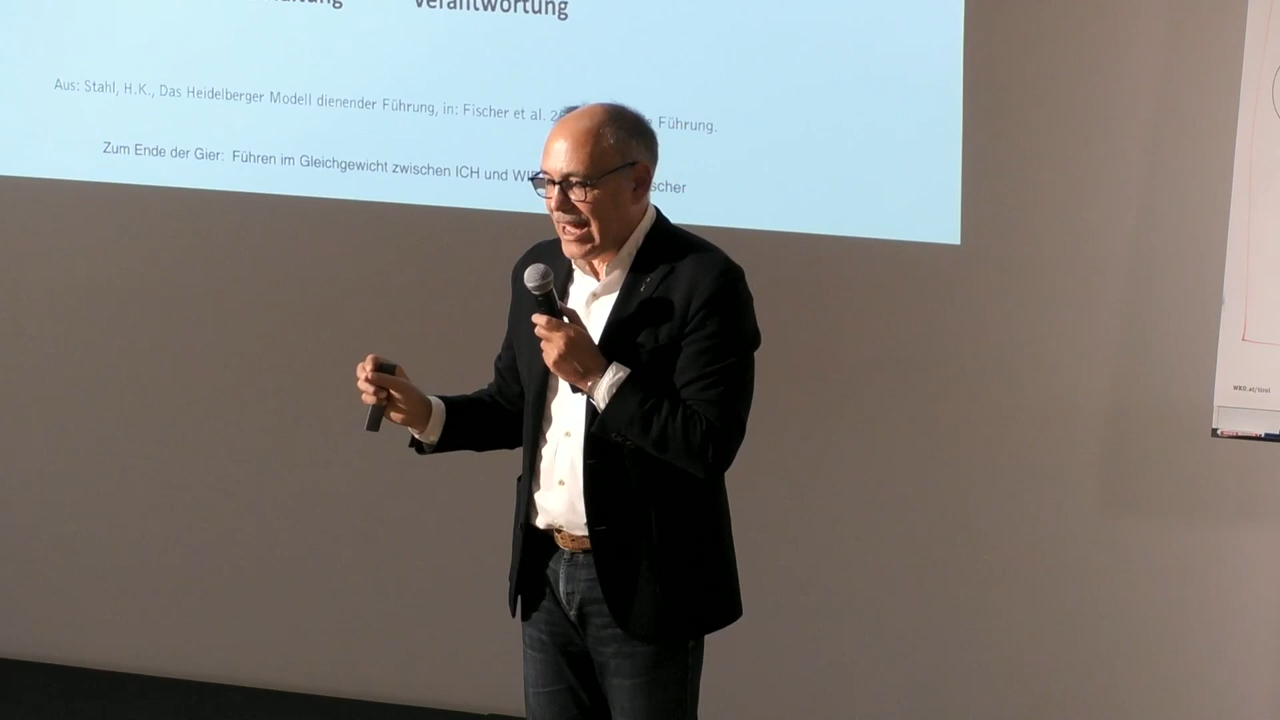 Verantwortung
Aus: Stahl, H.K., Das Heidelberger Modell dienender Führung, in: Fischer et al. Führung.
Zum Ende der Gier: Führen im Gleichgewicht zwischen ICH und
WKO.at/tirol